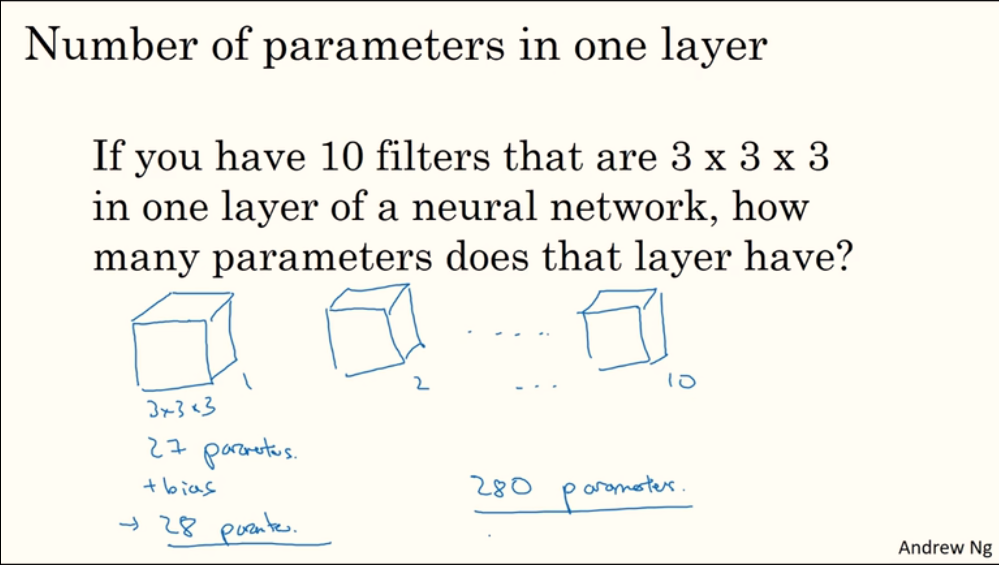 Number of parameters in one layer
If you have 10 filters that are 3 x 3 x 3
in one layer of a neural network, how
many parameters does that layer have?
1
2
10
3x3x3
27 parameters.
+bias
→ 28
280 parameters.
Andrew Ng